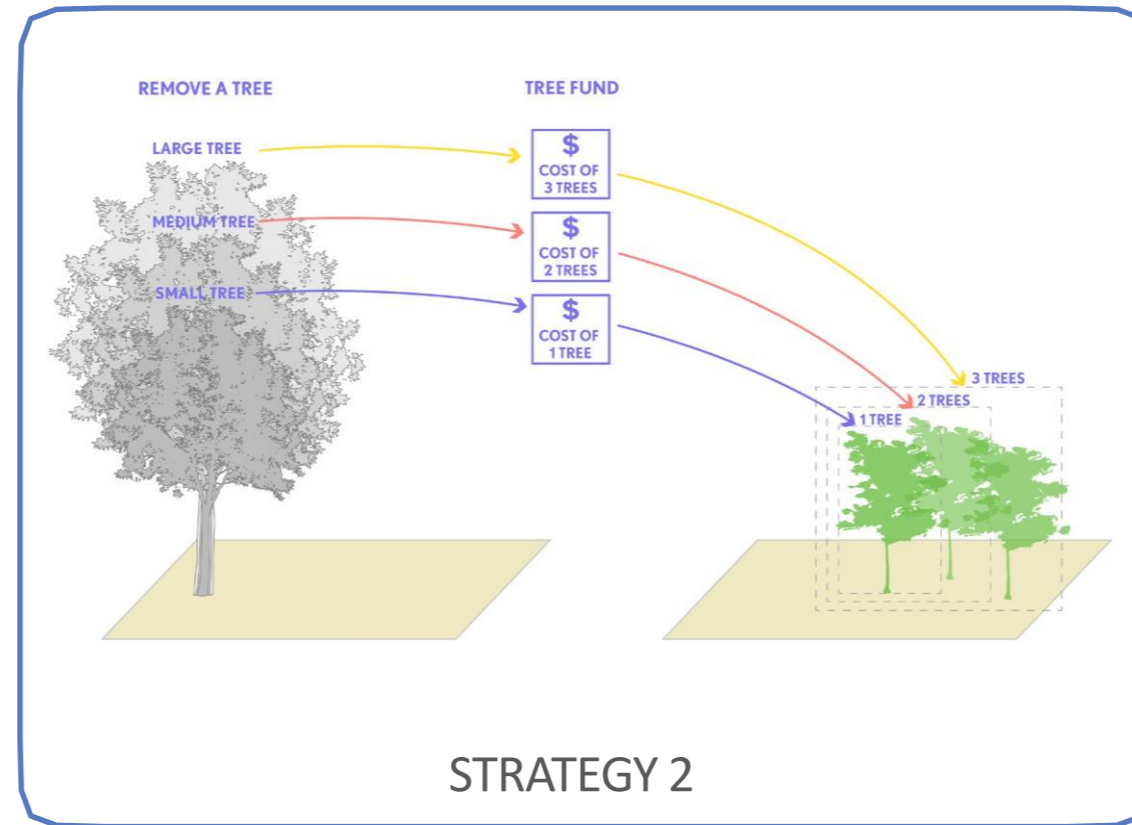 REMOVE A TREE
TREE FUND
LARGE TREE
MEDIUM TREE
SMALL TREE
$
COST OF
3 TREES
$
COST OF
2 TREES
$
COST OF
1 TREE
3 TREES
2 TREES
1 TREE
STRATEGY 2